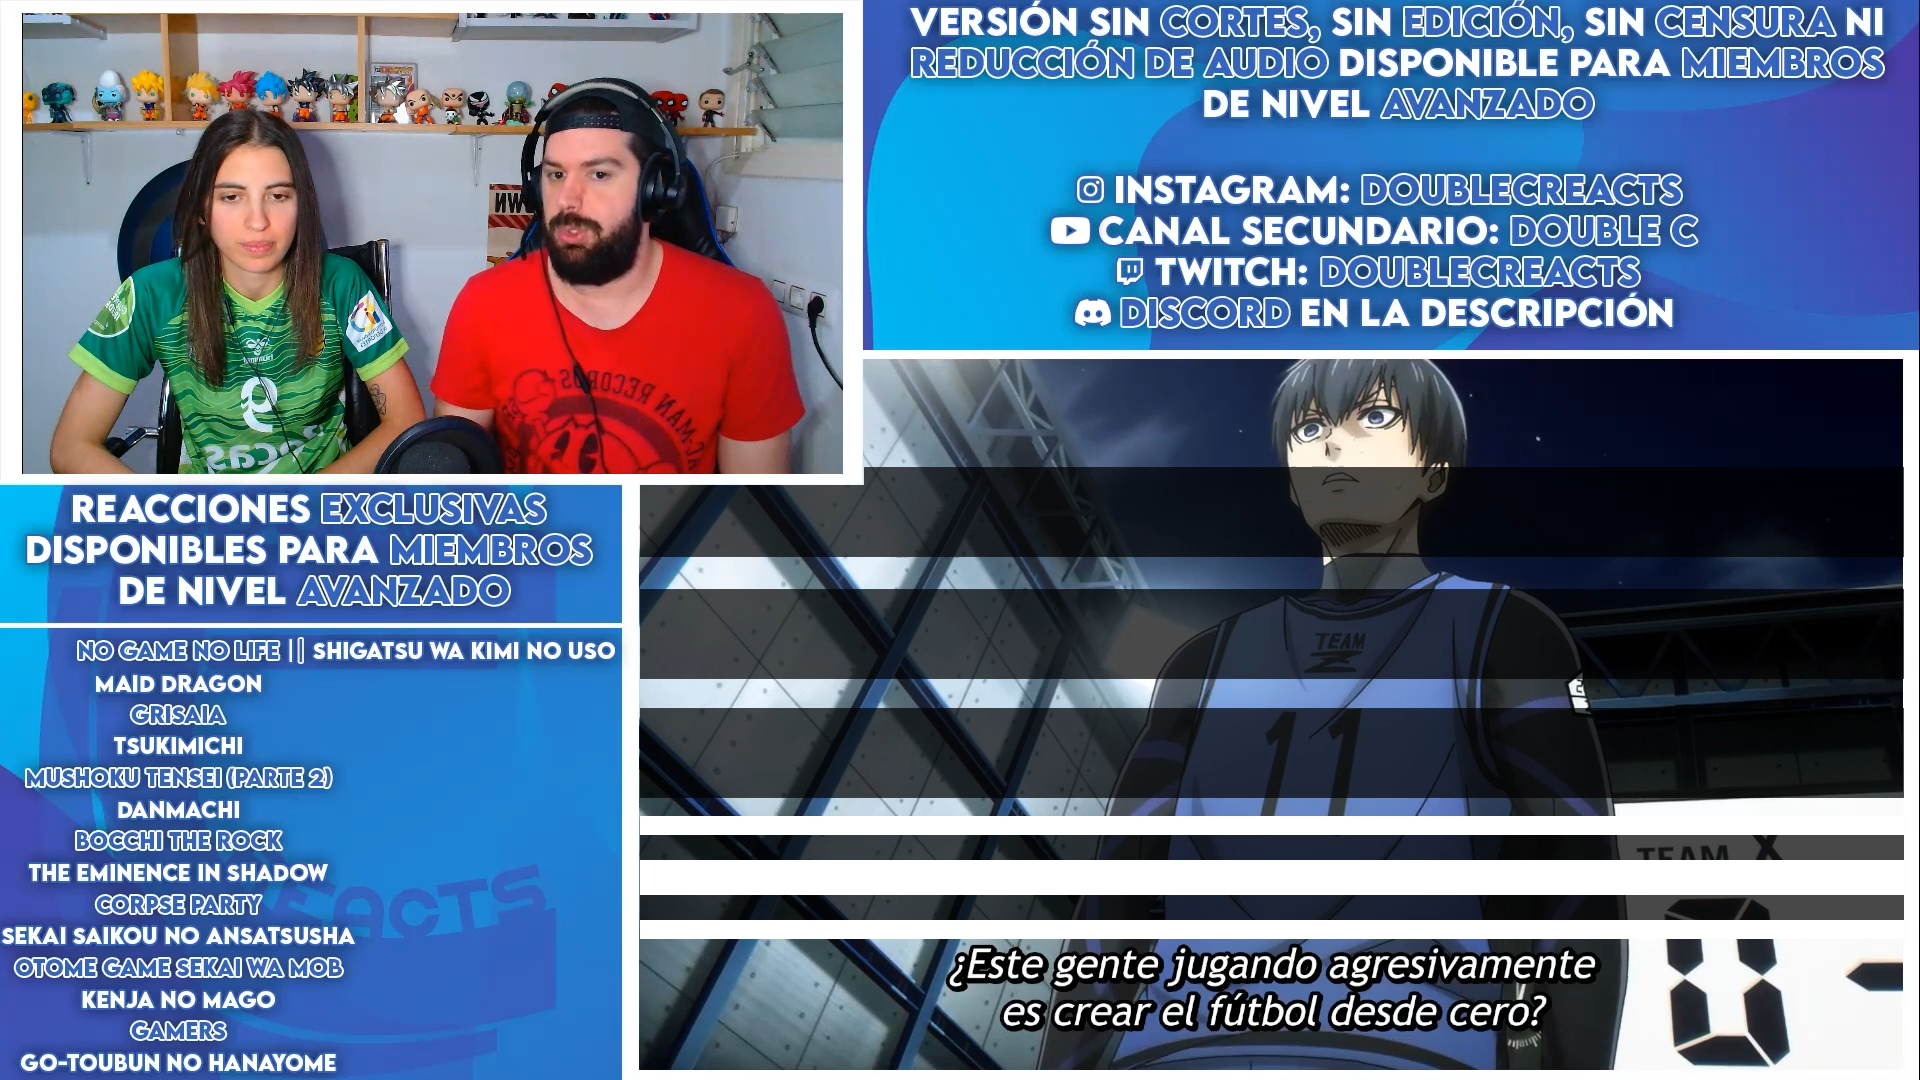 VERSIÓN SIN CORTES, SIN EDICIÓN, SIN CENSURA NI
REDUCCIÓN DE AUDIO DISPONIBLE PARA MIEMBROS
DE NIVEL AVANZADO
INSTAGRAM: DOUBLECREACTS
CANAL SECUNDARIO: DOUBLE C
TWITCH: DOUBLECREACTS
DISCORD EN LA DESCRIPCIÓN
REACCIONES EXCLUSIVAS
DISPONIBLES PARA MIEMBROS
DE NIVEL AVANZADO
NO GAME NO LIFE || SHIGATSU WA KIMI NO USO
MAID DRAGON
GRISAIA
TSUKIMICHI
MUSHOKU TENSEI (PARTE 2)
DANMACHI
BOCCHI THE ROCK
THE EMINENCE IN SHADOW
CORPSE PARTY
SEKAI SAIKOU NO ANSATSUSHA
OTOME GAME SEKAI WA MOB
KENJA NO MAGO
GAMERS
GO-TOUBUN NO HANAYOME
TEAM
Z
11
TEAM X
0 -
¿Este gente jugando agresivamente
es crear el fútbol desde cero?